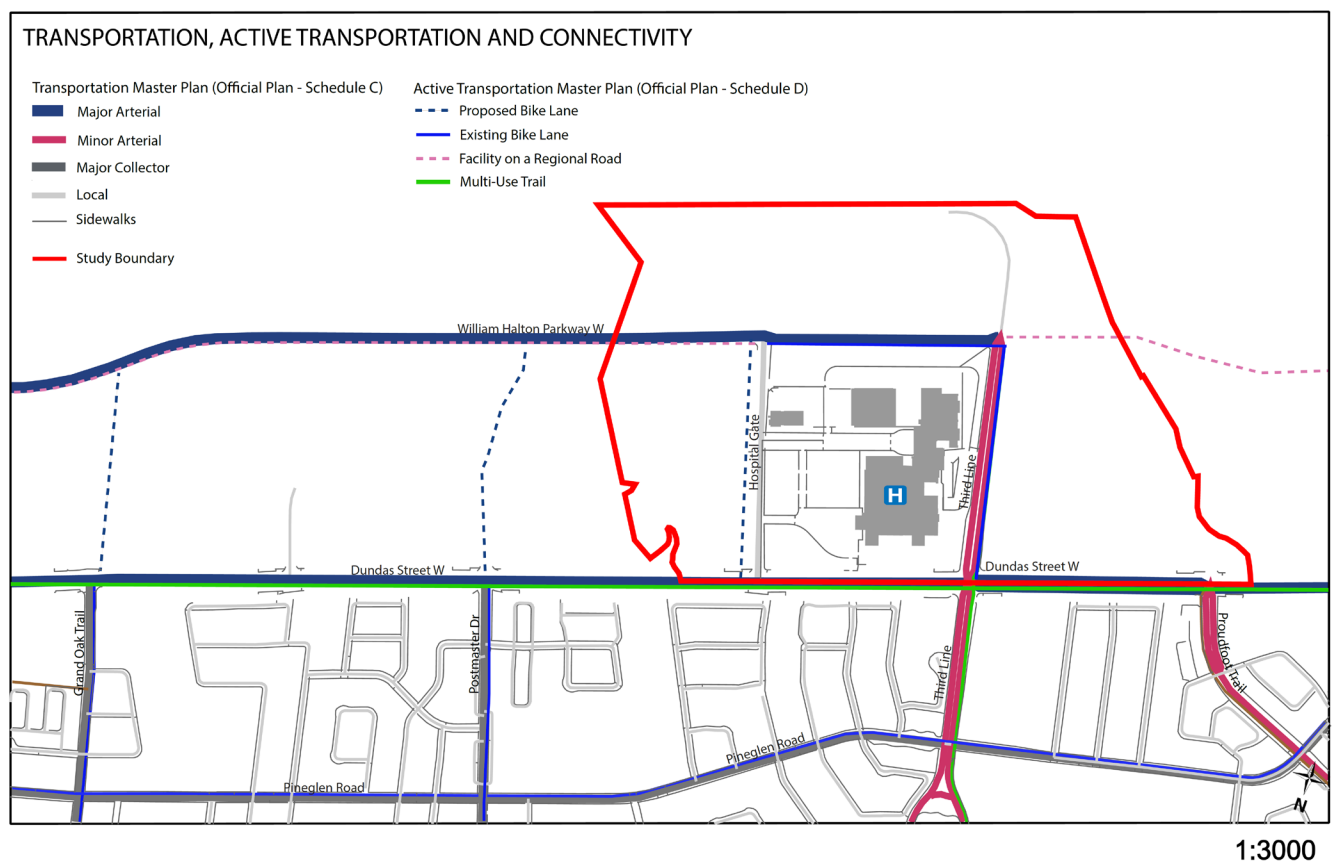 TRANSPORTATION, ACTIVE TRANSPORTATION AND CONNECTIVITY
Transportation Master Plan (Official Plan - Schedule C)
Major Arterial
Minor Arterial
Major Collector
Local
Sidewalks
Study Boundary
Active Transportation Master Plan (Official Plan - Schedule D)
Proposed Bike Lane
Existing Bike Lane
Facility on a Regional Road
Multi-Use Trail
William Halton Parkway W
Hospital Gate
H
Third Line
Dundas Street W
Dundas Street W
Grand Oak Trail
Postmaster Dr
Third Line
Proudfoot Trail
Pineglen Road
Pineglen Road
N
1:3000